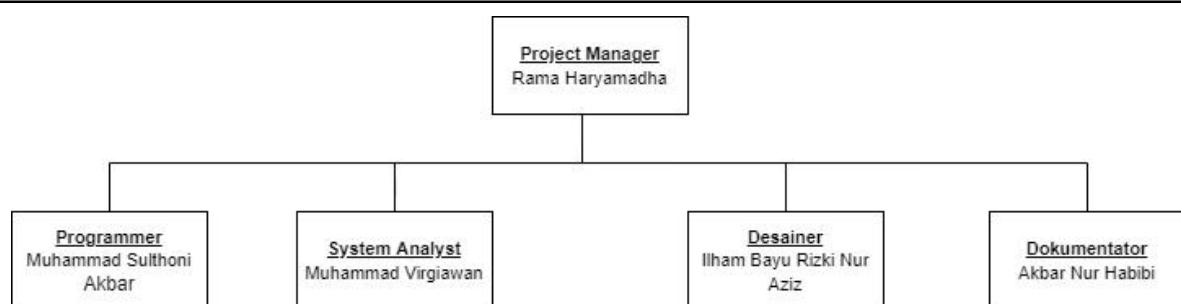 Project Manager
Rama Haryamadha
Programmer
Muhammad Sulthoni
Akbar
System Analyst
Muhammad Virgiawan
Desainer
Ilham Bayu Rizki Nur
Aziz
Dokumentator
Akbar Nur Habibi